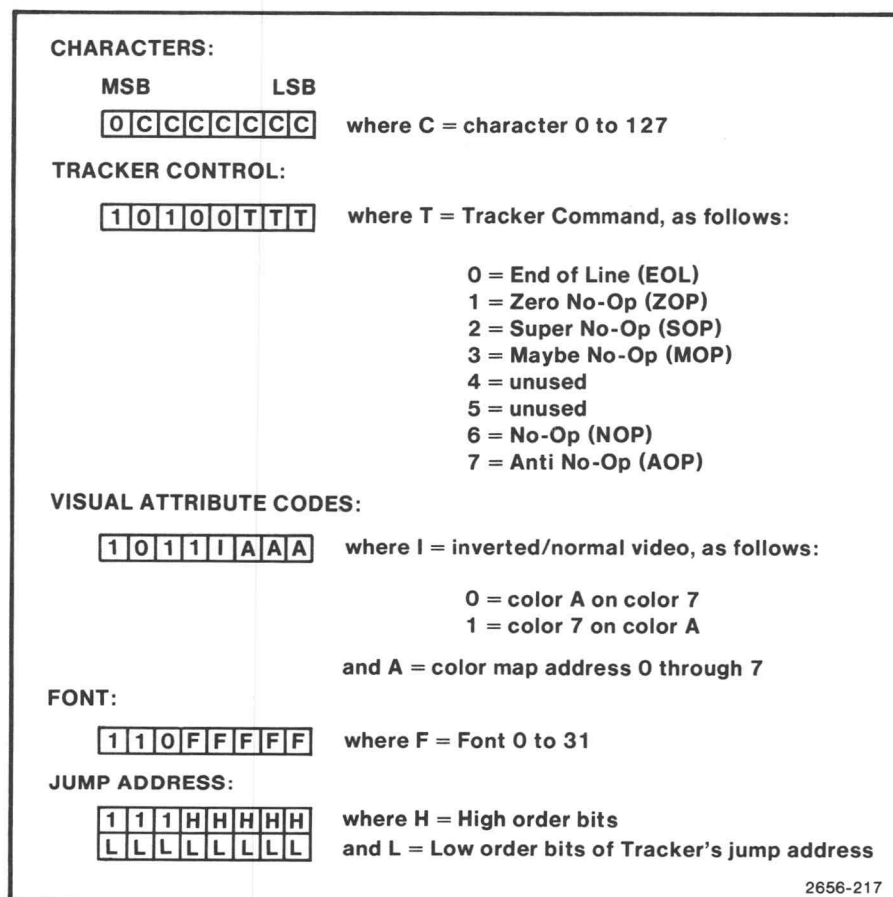 CHARACTERS:
MSB LSB
0 C C C C C C C where C = character 0 to 127
TRACKER CONTROL:
1 0 1 0 0 T T T where T = Tracker Command, as follows:
0 = End of Line (EOL)
1 = Zero No-Op (ZOP)
2 = Super No-Op (SOP)
3 = Maybe No-Op (MOP)
4 = unused
5 = unused
6 = No-Op (NOP)
7 = Anti No-Op (AOP)
VISUAL ATTRIBUTE CODES:
1 0 1 1 I A A A where I = inverted/normal video, as follows:
0 = color A on color 7
1 = color 7 on color A
and A = color map address 0 through 7
FONT:
1 1 0 F F F F F where F = Font 0 to 31
JUMP ADDRESS:
1 1 1 H H H H H where H = High order bits
L L L L L L L L and L = Low order bits of Tracker's jump address
2656-217